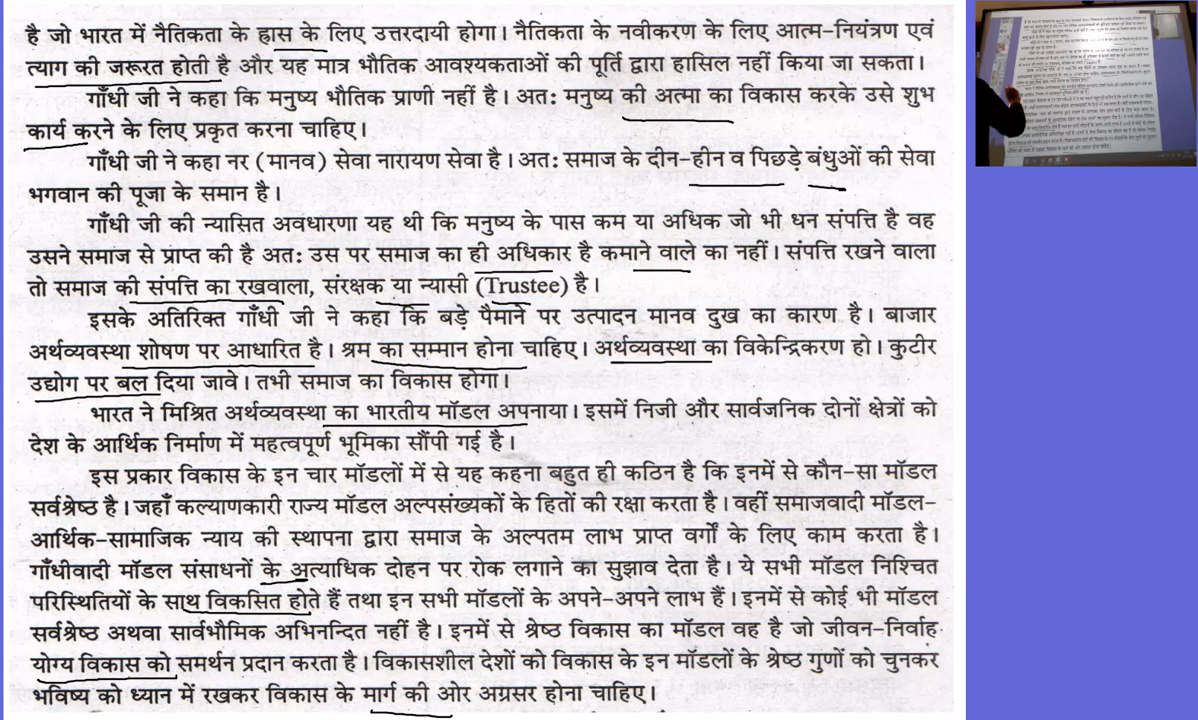 है जो भारत में नैतिकता के ह्रास के लिए उत्तरदायी होगा। नैतिकता के नवीकरण के लिए आत्म-नियंत्रण एवं
त्याग की जरूरत होती है और यह मात्र भौतिक आवश्यकताओं की पूर्ति द्वारा हासिल नहीं किया जा सकता।
गाँधी जी ने कहा कि मनुष्य भौतिक प्राणी नहीं है। अतः मनुष्य की अत्मा का विकास करके उसे शुभ
कार्य करने के लिए प्रकृत करना चाहिए।
गाँधी जी ने कहा नर (मानव) सेवा नारायण सेवा है। अतः समाज के दीन-हीन व पिछड़े बंधुओं की सेवा
भगवान की पूजा के समान है।
गाँधी जी की न्यासित अवधारणा यह थी कि मनुष्य के पास कम या अधिक जो भी धन संपत्ति है वह
उसने समाज से प्राप्त की है अतः उस पर समाज का ही अधिकार है कमाने वाले का नहीं। संपत्ति रखने वाला
तो समाज की संपत्ति का रखवाला, संरक्षक या न्यासी (Trustee) है।
इसके अतिरिक्त गाँधी जी ने कहा कि बड़े पैमाने पर उत्पादन मानव दुख का कारण है। बाजार
अर्थव्यवस्था शोषण पर आधारित है। श्रम का सम्मान होना चाहिए। अर्थव्यवस्था का विकेन्द्रिकरण हो। कुटीर
उद्योग पर बल दिया जावे। तभी समाज का विकास होगा।
भारत ने मिश्रित अर्थव्यवस्था का भारतीय मॉडल अपनाया। इसमें निजी और सार्वजनिक दोनों क्षेत्रों को
देश के आर्थिक निर्माण में महत्वपूर्ण भूमिका सौंपी गई है।
इस प्रकार विकास के इन चार मॉडलों में से यह कहना बहुत ही कठिन है कि इनमें से कौन-सा मॉडल
सर्वश्रेष्ठ है। जहाँ कल्याणकारी राज्य मॉडल अल्पसंख्यकों के हितों की रक्षा करता है। वहीं समाजवादी मॉडल-
आर्थिक-सामाजिक न्याय की स्थापना द्वारा समाज के अल्पतम लाभ प्राप्त वर्गों के लिए काम करता है।
गाँधीवादी मॉडल संसाधनों के अत्याधिक दोहन पर रोक लगाने का सुझाव देता है। ये सभी मॉडल निश्चित
परिस्थितियों के साथ विकसित होते हैं तथा इन सभी मॉडलों के अपने-अपने लाभ हैं। इनमें से कोई भी मॉडल
सर्वश्रेष्ठ अथवा सार्वभौमिक अभिनन्दित नहीं है। इनमें से श्रेष्ठ विकास का मॉडल वह है जो जीवन-निर्वाह
योग्य विकास को समर्थन प्रदान करता है। विकासशील देशों को विकास के इन मॉडलों के श्रेष्ठ गुणों को चुनकर
भविष्य को ध्यान में रखकर विकास के मार्ग की ओर अग्रसर होना चाहिए।